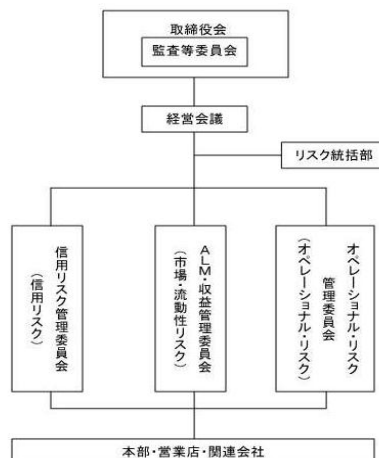 取締役会
監査等委員会
経営会議
リスク統括部
信用リスク管理委員会
(信用リスク)
ALM・収益管理委員会
(市場・流動性リスク)
オペレーショナル・リスク
管理委員会
(オペレーショナル・リスク)
本部・営業店・関連会社